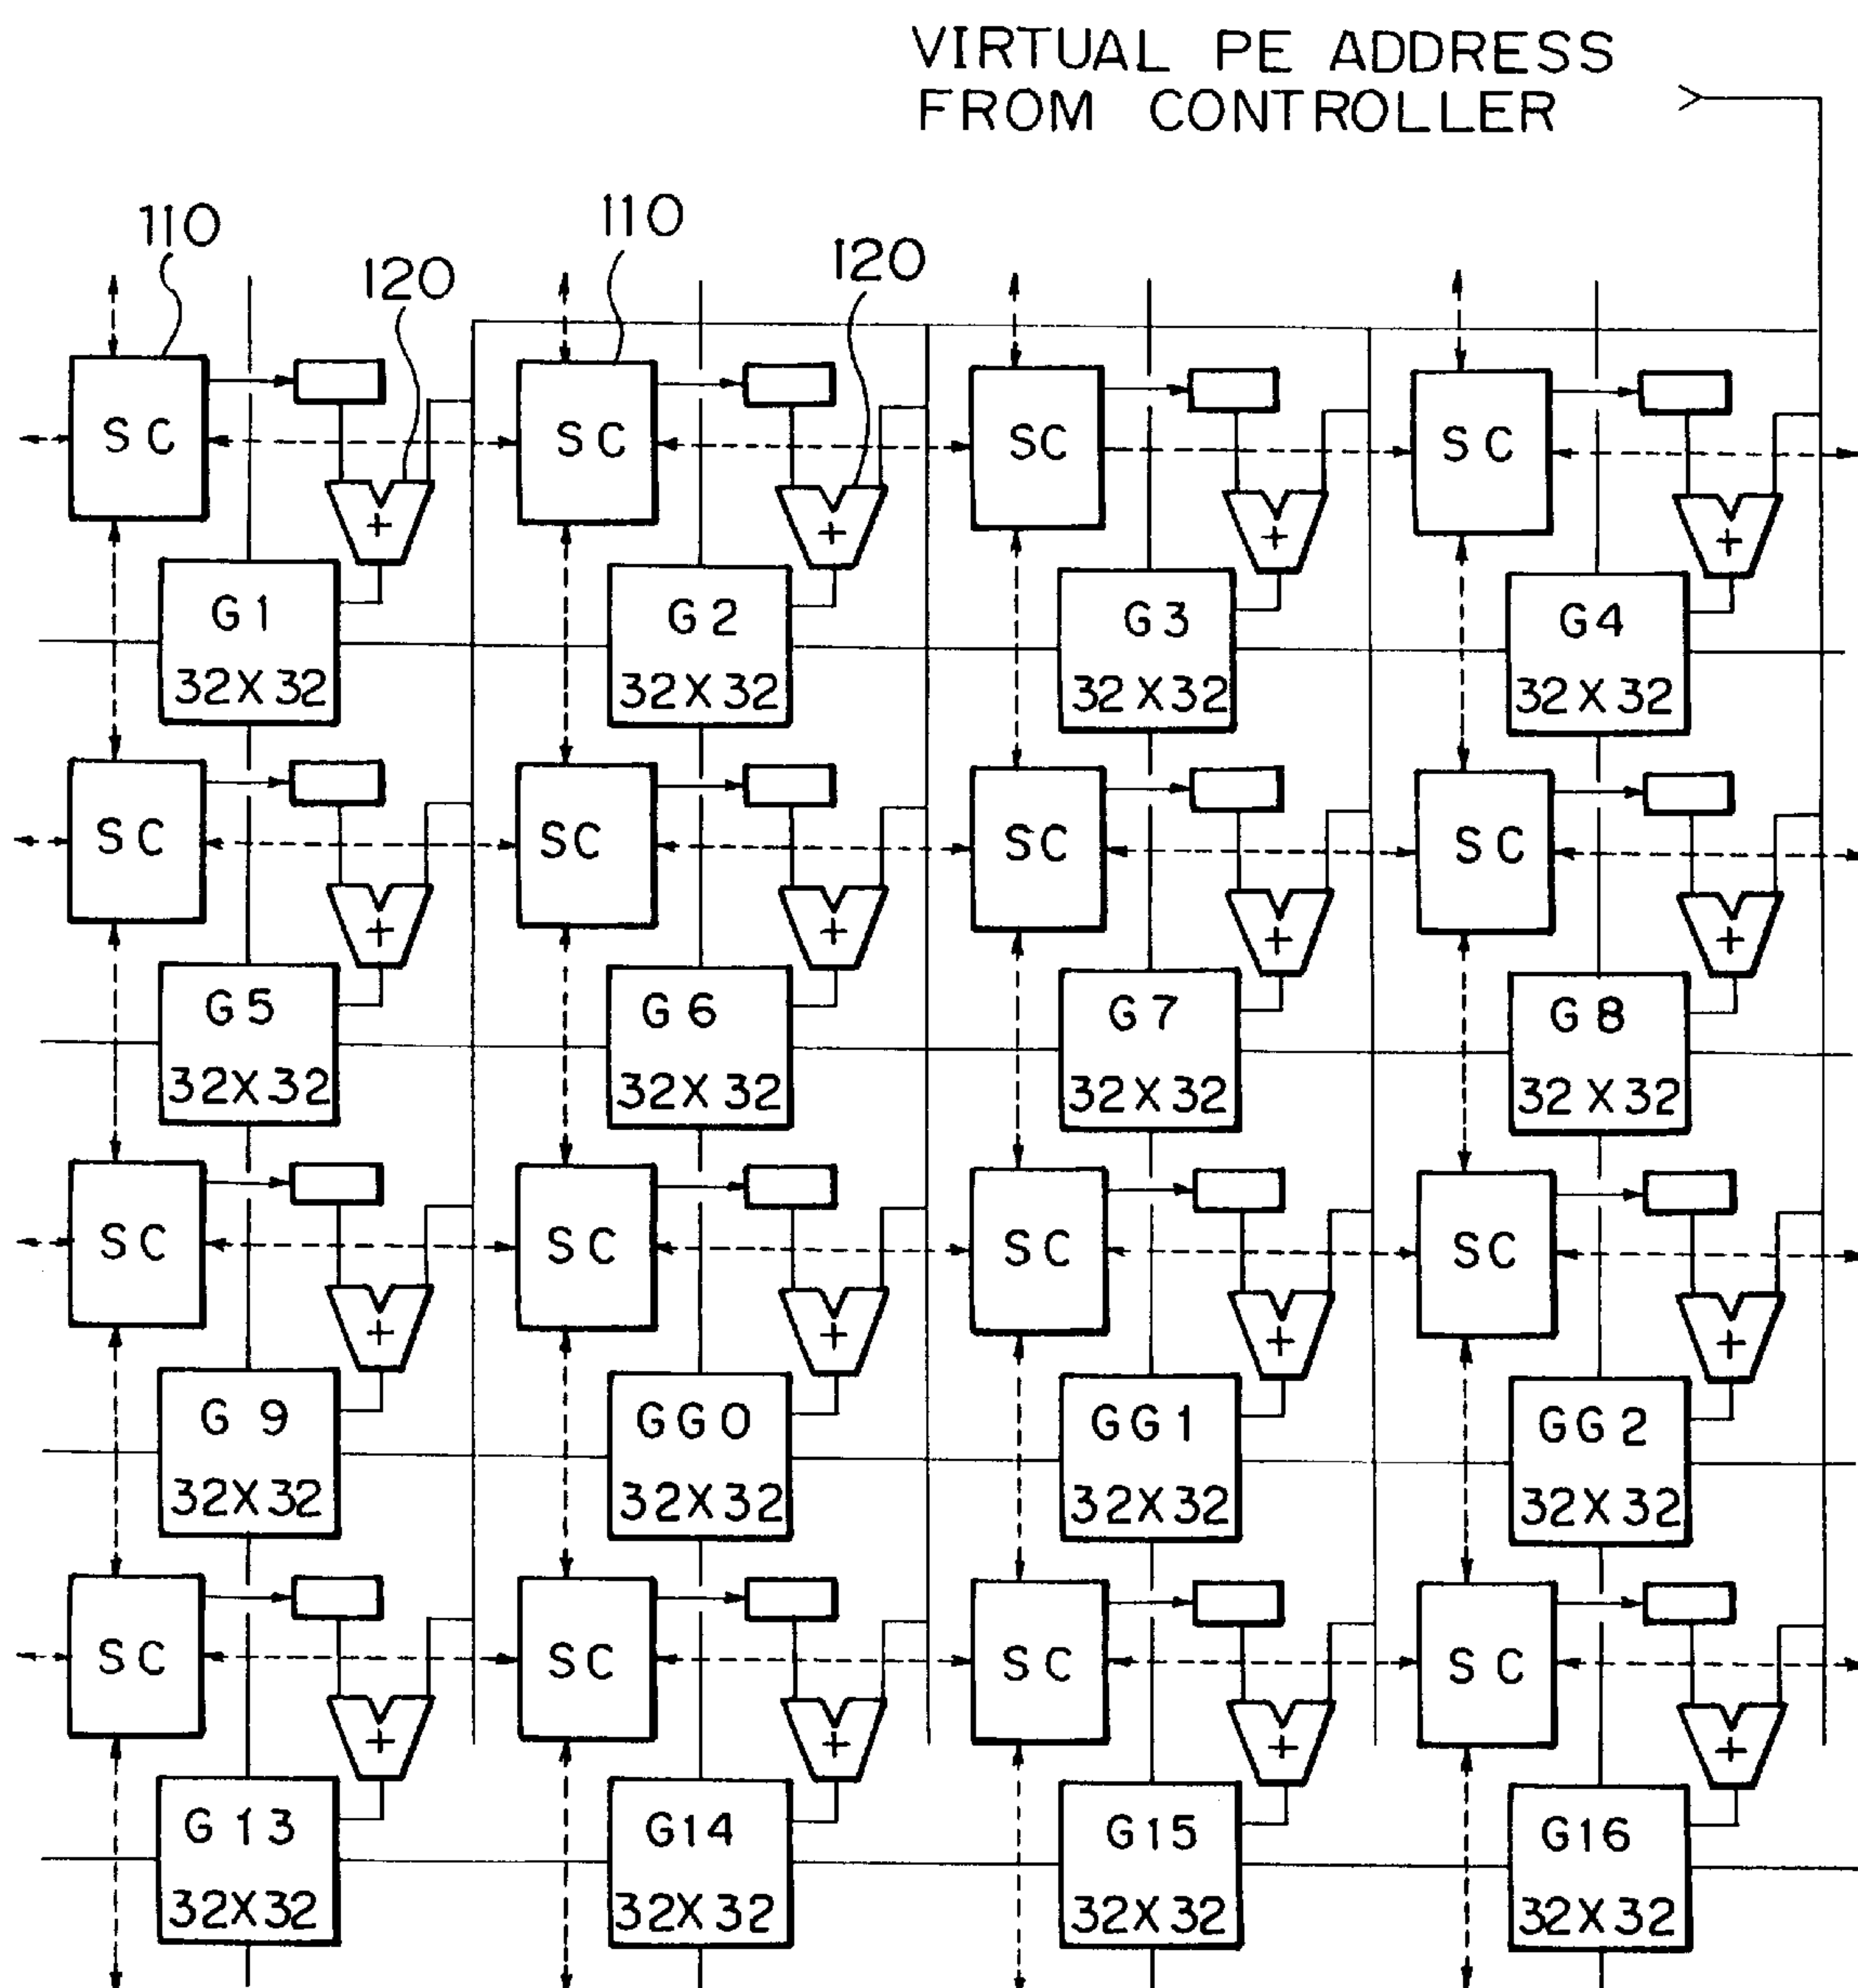 VIRTUAL PE ADDRESS
FROM CONTROLLER
110
120
110
120
SC
SC
SC
SC
+
+
+
+
G1
32X32
G2
32X32
G3
32X32
G4
32X32
SC
SC
SC
SC
+
+
+
+
G5
32X32
G6
32X32
G7
32X32
G8
32X32
SC
SC
SC
SC
+
+
+
+
G9
32X32
GG0
32X32
GG1
32X32
GG2
32X32
SC
SC
SC
SC
+
+
+
+
G13
32X32
G14
32X32
G15
32X32
G16
32X32